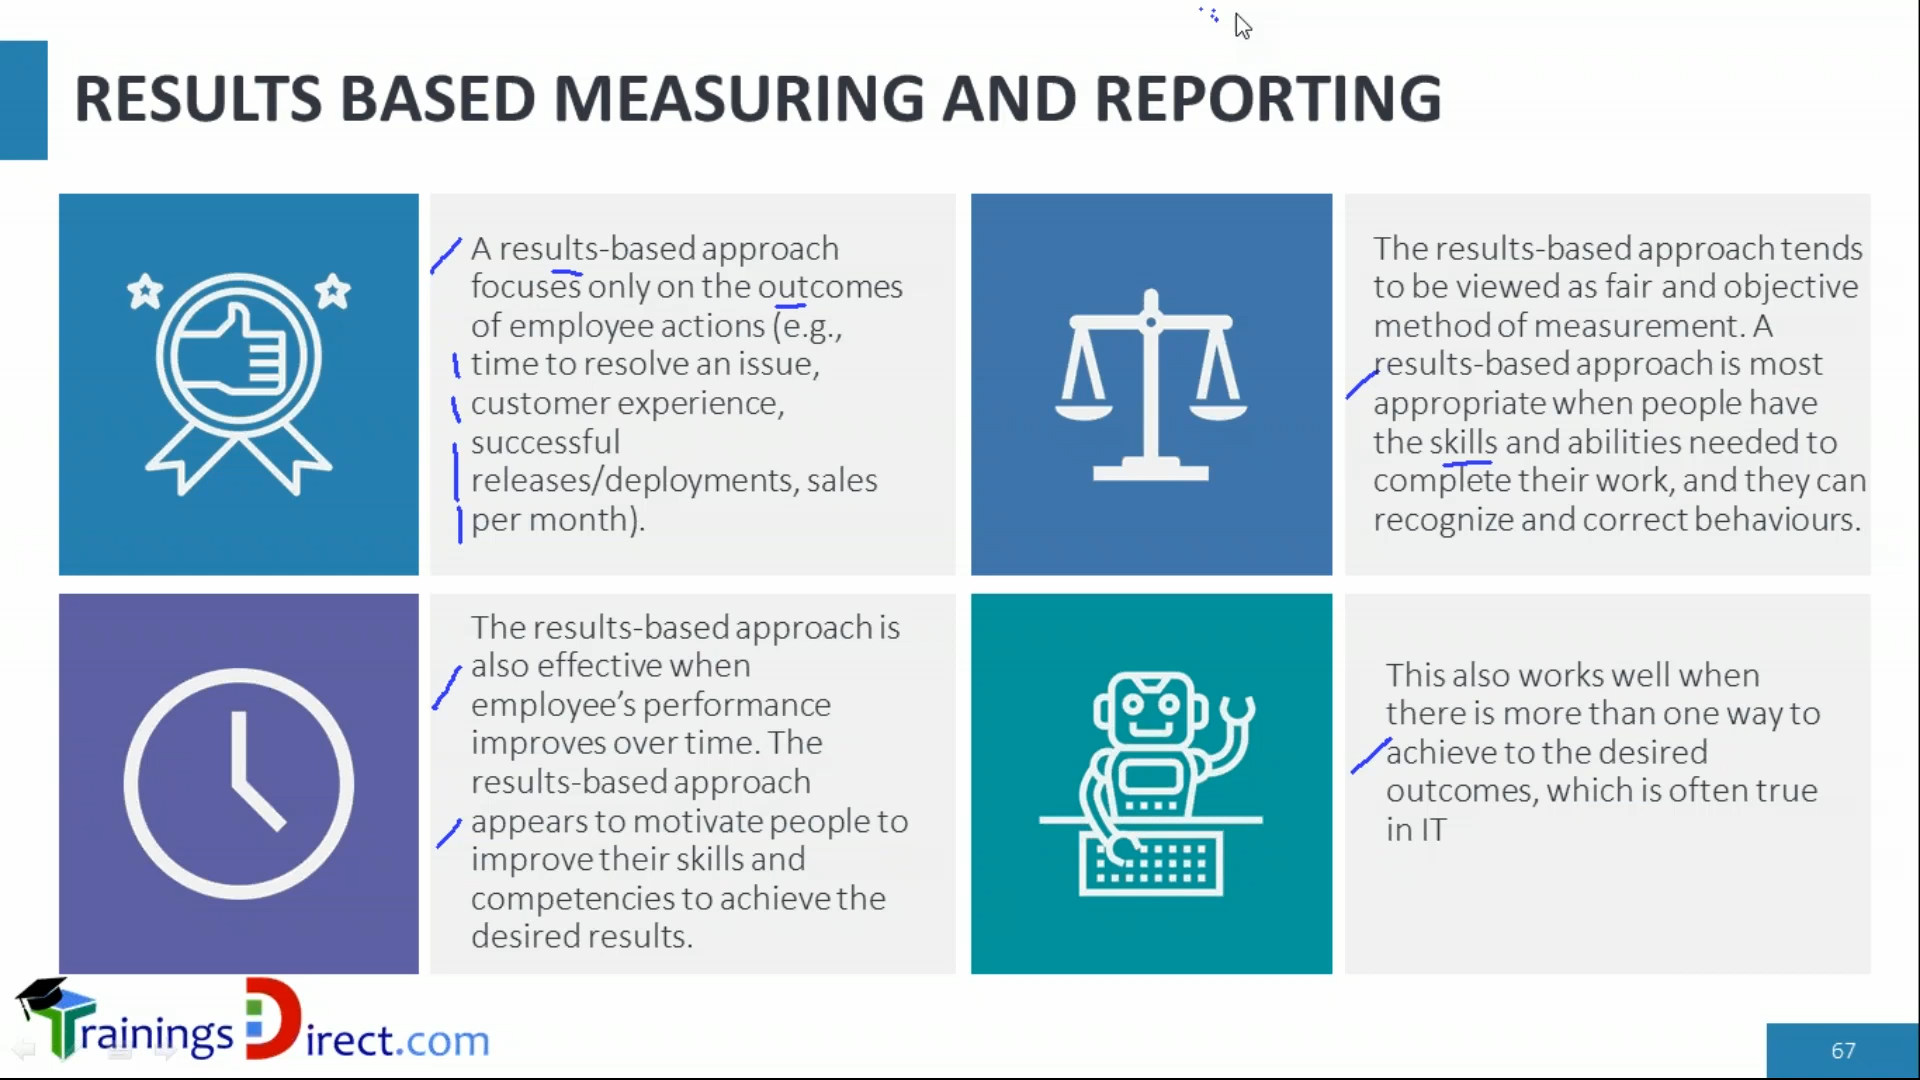 RESULTS BASED MEASURING AND REPORTING
A results-based approach
focuses only on the outcomes
of employee actions (e.g.,
time to resolve an issue,
customer experience,
successful
releases/deployments, sales
per month).
The results-based approach tends
to be viewed as fair and objective
method of measurement. A
results-based approach is most
appropriate when people have
the skills and abilities needed to
complete their work, and they can
recognize and correct behaviours.
The results-based approach is
also effective when
employee’s performance
improves over time. The
results-based approach
appears to motivate people to
improve their skills and
competencies to achieve the
desired results.
This also works well when
there is more than one way to
achieve to the desired
outcomes, which is often true
in IT
TrainingsDirect.com
67